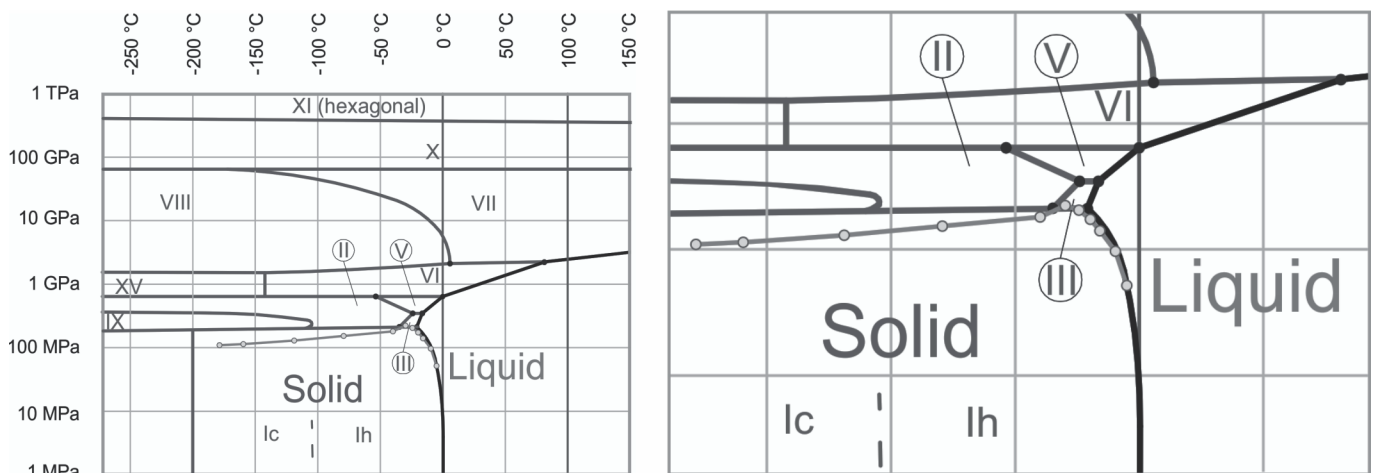 -250 °C
-200 °C
-150 °C
-100 °C
-50 °C
0 °C
50 °C
100 °C
150 °C
1 TPa
XI (hexagonal)
100 GPa
X
VIII
VII
10 GPa
II
V
1 GPa
VI
XV
IX
100 MPa
III
Liquid
Solid
10 MPa
Ic
Ih
1 MPa
II
V
VI
III
Liquid
Solid
Ic
Ih